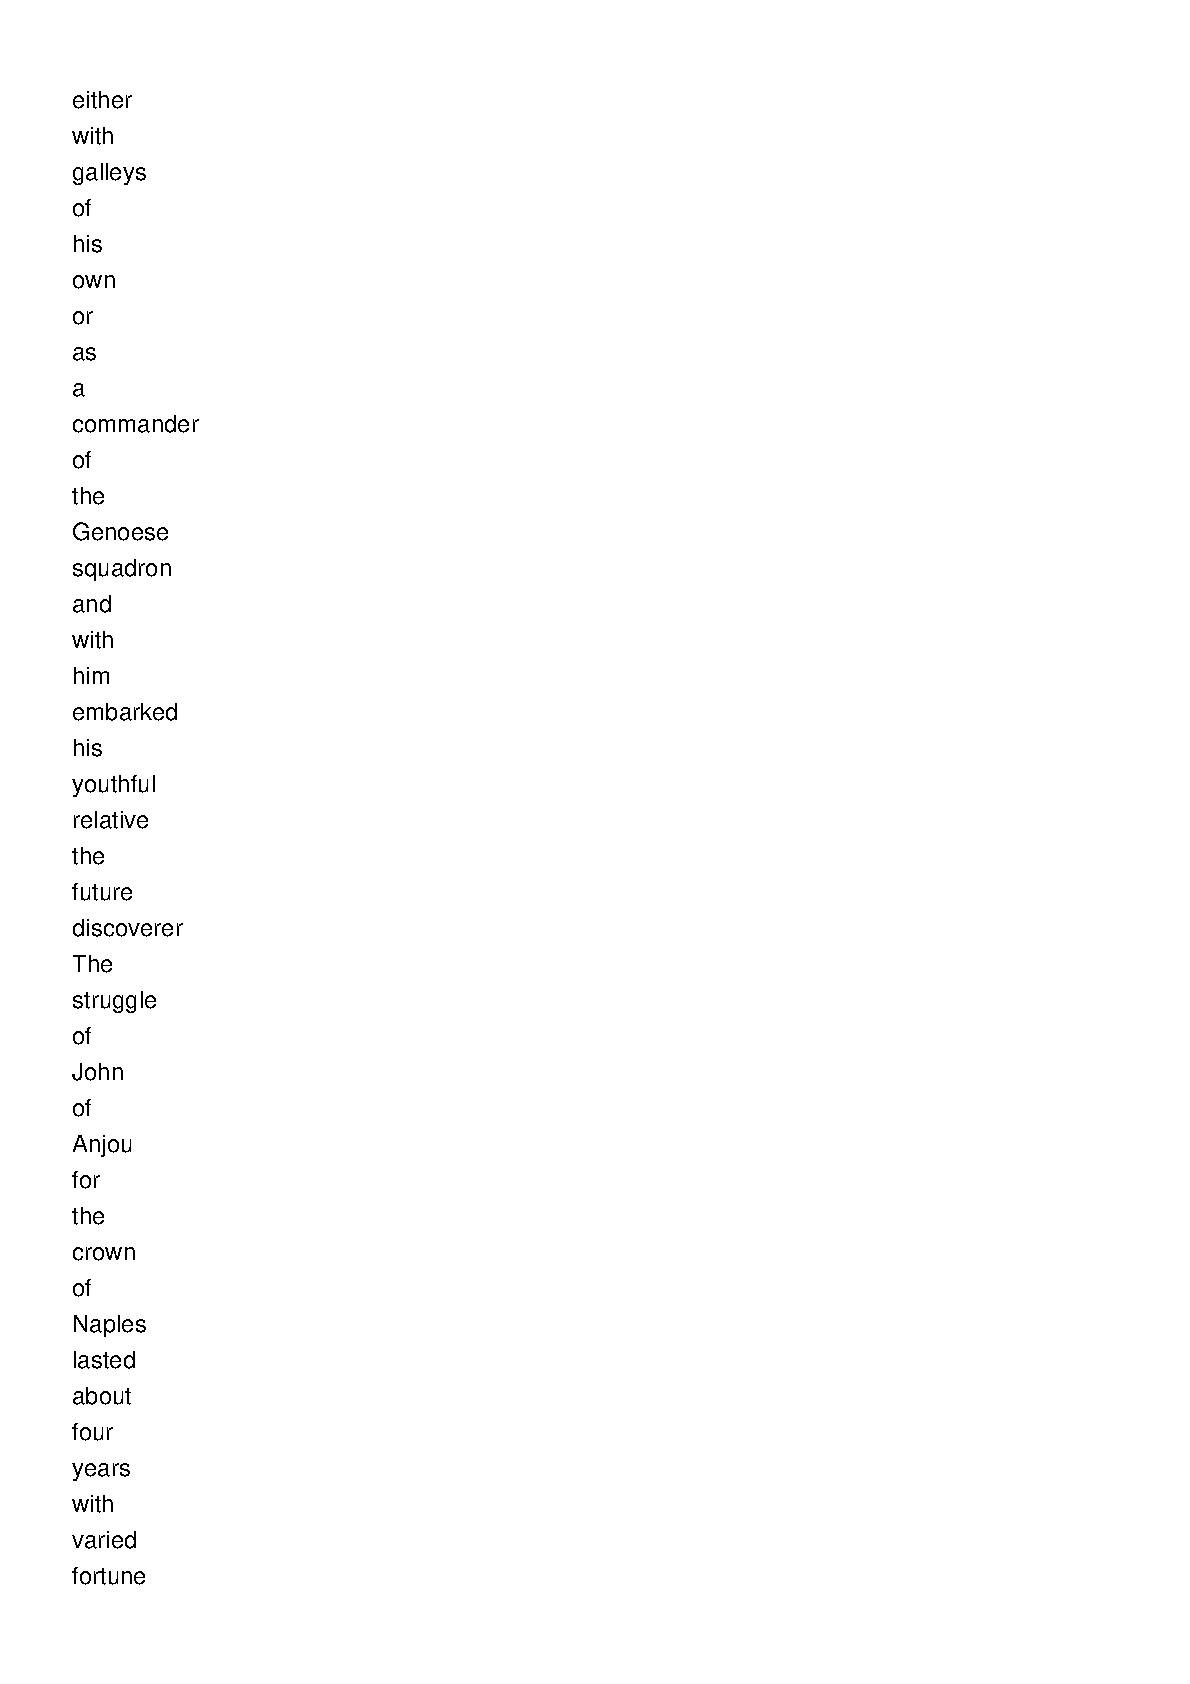 either
with
galleys
of
his
own
or
as
a
commander
of
the
Genoese
squadron
and
with
him
embarked
his
youthful
relative
the
future
discoverer
The
struggle
of
John
of
Anjou
for
the
crown
of
Naples
lasted
about
four
years
with
varied
fortune